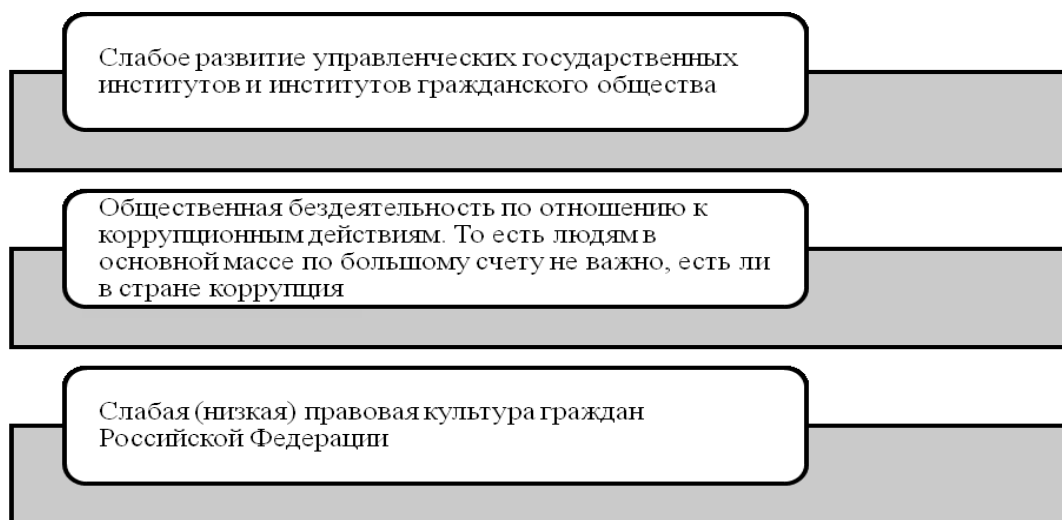 Слабое развитие управленческих государственных
институтов и институтов гражданского общества
Общественная бездеятельность по отношению к
коррупционным действиям. То есть людям в
основной массе по большому счету не важно, есть ли
в стране коррупция
Слабая (низкая) правовая культура граждан
Российской Федерации